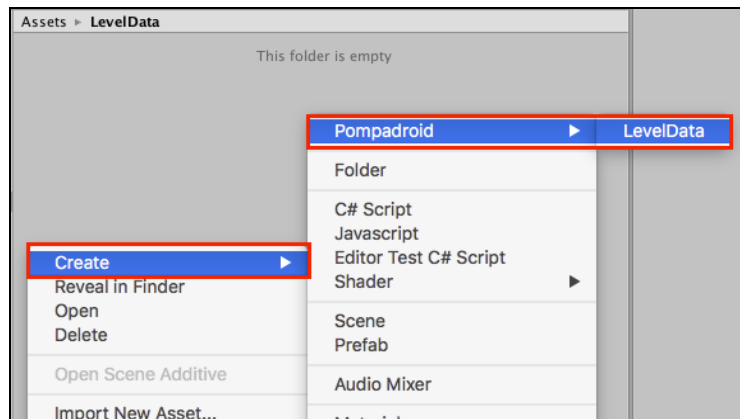 Assets ▸ LevelData
This folder is empty
Pompadroid ▶ LevelData
Folder
C# Script
Javascript
Editor Test C# Script
Shader ▶
Scene
Prefab
Audio Mixer
Create ▶
Reveal in Finder
Open
Delete
Open Scene Additive
Import New Asset...